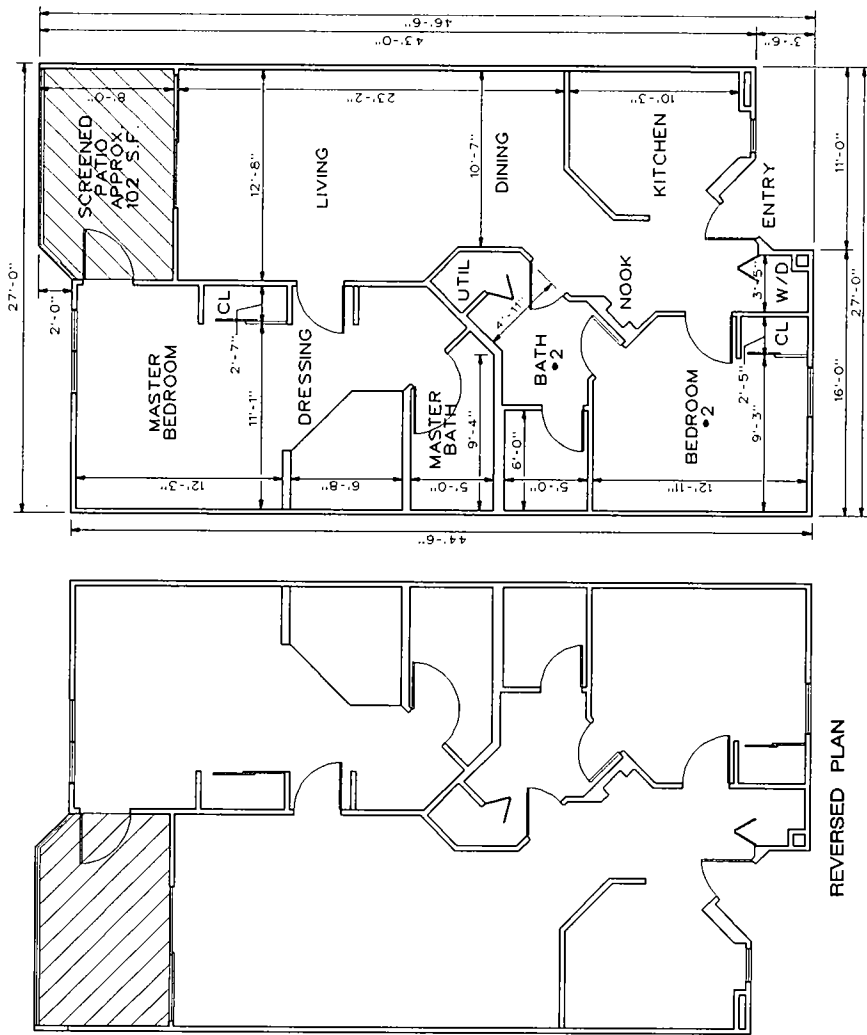 46'-6"
43'-0"
3'-6"
27'-0"
2'-0"
8'-0"
SCREENED
PATIO
APPROX.
102 S.F.
12'-8"
23'-2"
10'-7"
10'-3"
LIVING
DINING
KITCHEN
ENTRY
11'-0"
MASTER
BEDROOM
CL
2'-7"
11'-1"
DRESSING
12'-3"
6'-8"
MASTER
BATH
9'-4"
5'-0"
UTIL
4'-11"
BATH
#2
6'-0"
5'-0"
NOOK
BEDROOM
#2
12'-11"
3'-5"
W/D
CL
2'-5"
9'-3"
16'-0"
27'-0"
44'-6"
REVERSED PLAN